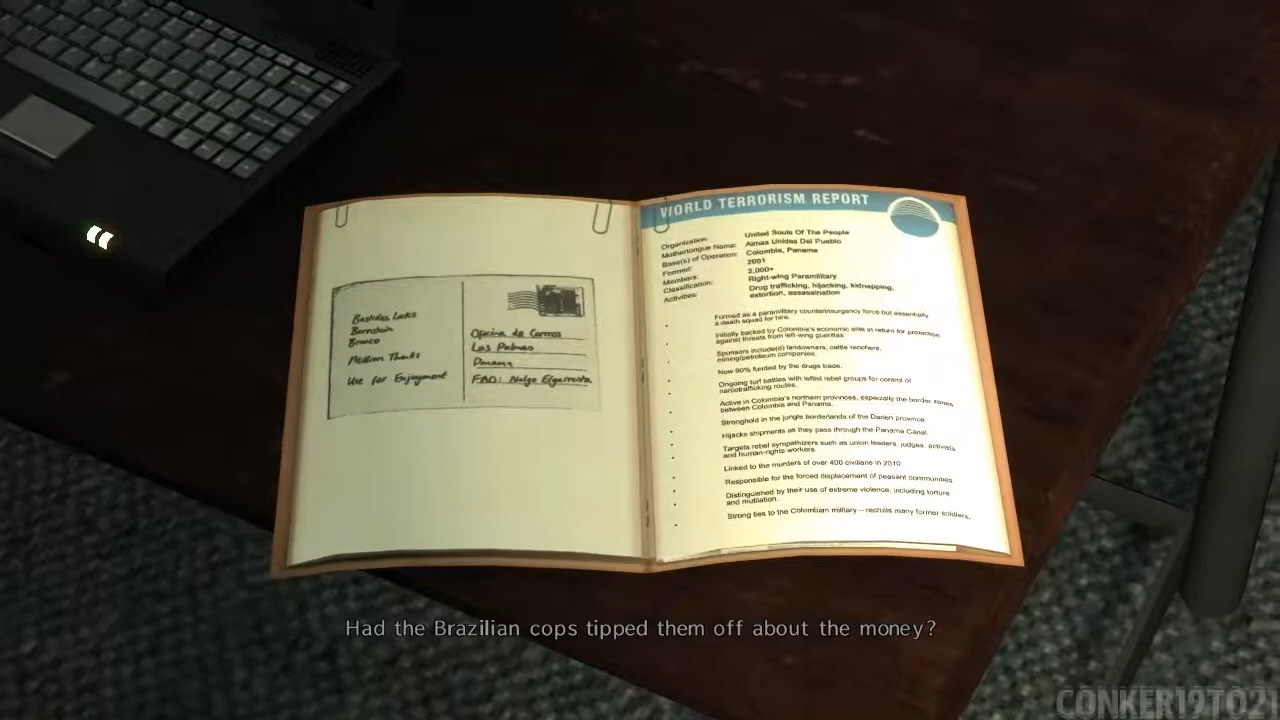 Bastides Lacks
Bernstein
Branco
Million Thanks
Use for Enjoyment
Oficina de Correos
Las Palmas
Panama
WORLD TERRORISM REPORT
Organization: United Souls Of The People
Mothertongue Name: Almas Unidas Del Pueblo
Base(s) of Operation: Colombia, Panama
Formed: 2001
Members: 2,000+
Classification: Right-wing Paramilitary
Activities: Drug trafficking, hijacking, kidnapping,
extortion, assassination
Formed as a paramilitary counterinsurgency force but essentially
a death squad for hire.
Initially backed by Colombia's economic elite in return for protection
against threats from left-wing guerillas.
Sponsors include(d) landowners, cattle ranchers,
mining/petroleum companies.
Now 90% funded by the drugs trade.
Ongoing turf battles with leftist rebel groups for control of
narcotrafficking routes.
Active in Colombia's northern provinces, especially the border zones
between Colombia and Panama.
Stronghold in the jungle borderlands of the Darien province.
Hijacks shipments as they pass through the Panama Canal.
Targets rebel sympathizers such as union leaders, judges, activists
and human-rights workers.
Linked to the murders of over 400 civilians in 2010.
Responsible for the forced displacement of peasant communities.
Distinguished by their use of extreme violence, including torture
and mutilation.
Strong ties to the Colombian military – recruits many former soldiers,
Had the Brazilian cops tipped them off about the money?
CONKER19TO21